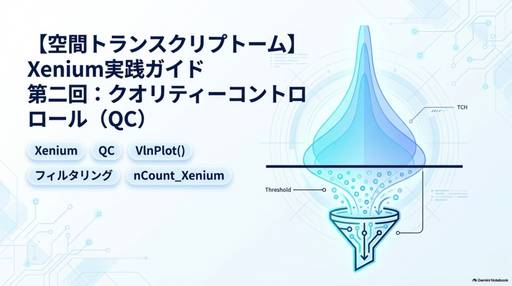 【空間トランスクリプトーム】
Xenium実践ガイド
第二回：クオリティーコントロ
ロール（QC）
Xenium
QC
VlnPlot()
フィルタリング
nCount_Xenium
TCH
Threshold
Gemini Notebook